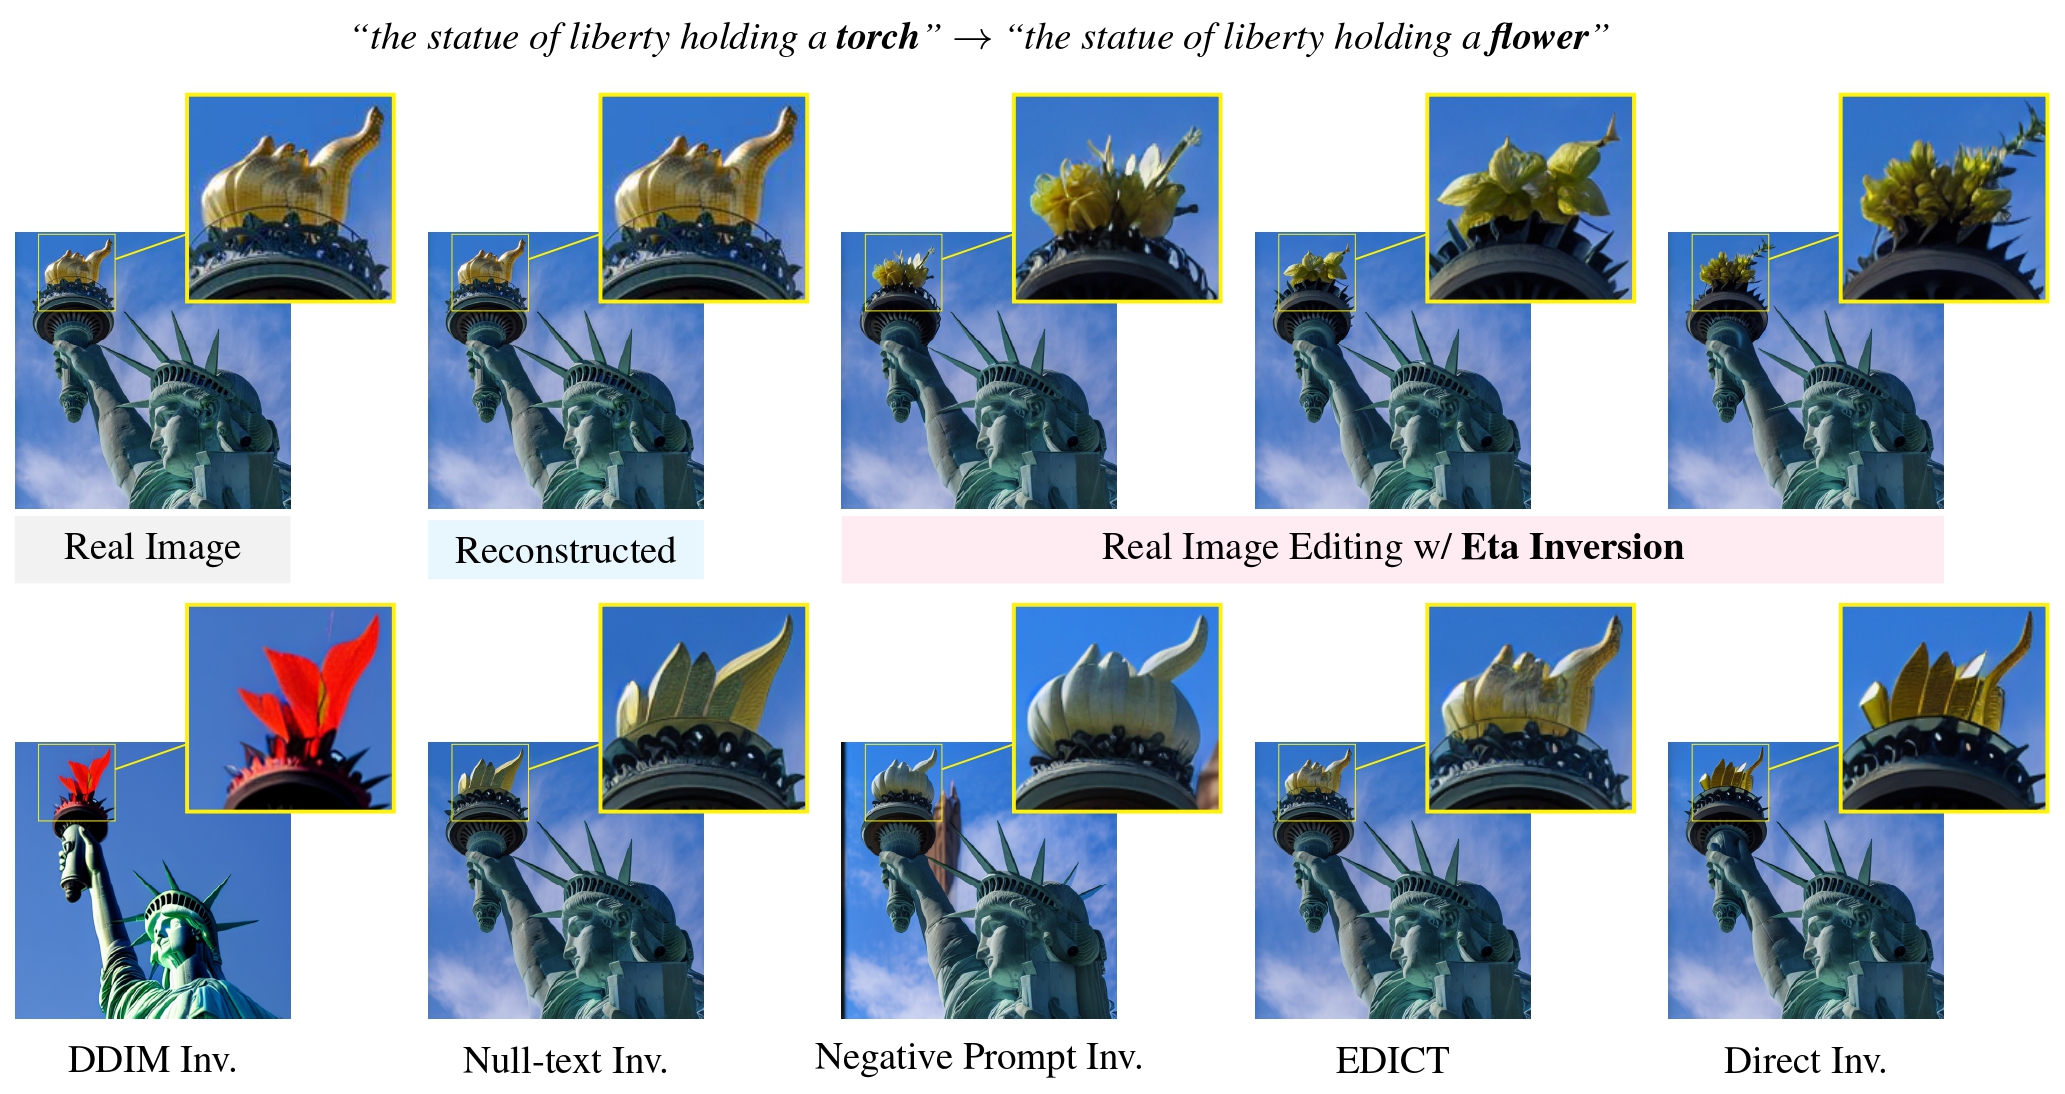 “the statue of liberty holding a torch” → “the statue of liberty holding a flower”
Real Image
Reconstructed
Real Image Editing w/ Eta Inversion
DDIM Inv.
Null-text Inv.
Negative Prompt Inv.
EDICT
Direct Inv.